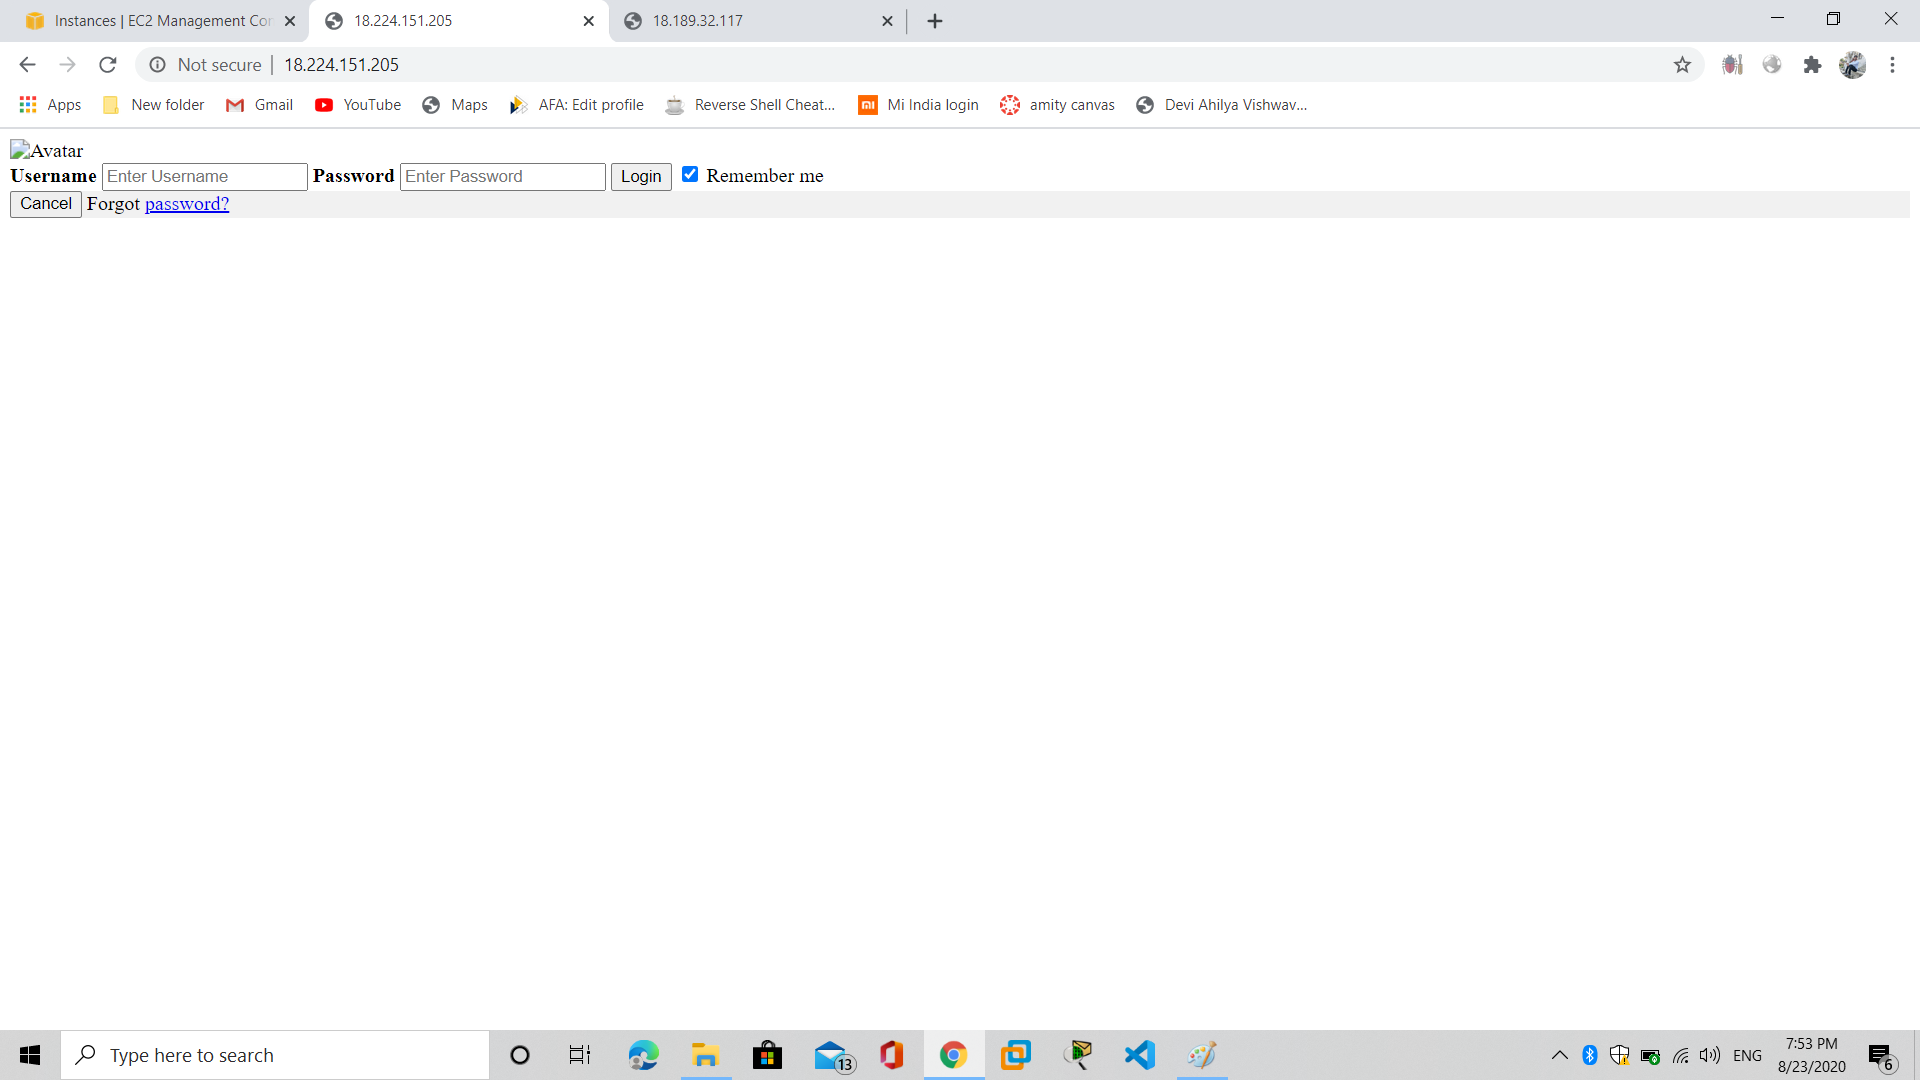 Instances | EC2 Management Con
18.224.151.205
18.189.32.117
Not secure | 18.224.151.205
Apps New folder Gmail YouTube Maps AFA: Edit profile Reverse Shell Cheat... Mi India login amity canvas Devi Ahilya Vishwav...
Avatar
Username Enter Username Password Enter Password Login Remember me
Cancel Forgot password?
Type here to search
13
ENG
7:53 PM
8/23/2020
6